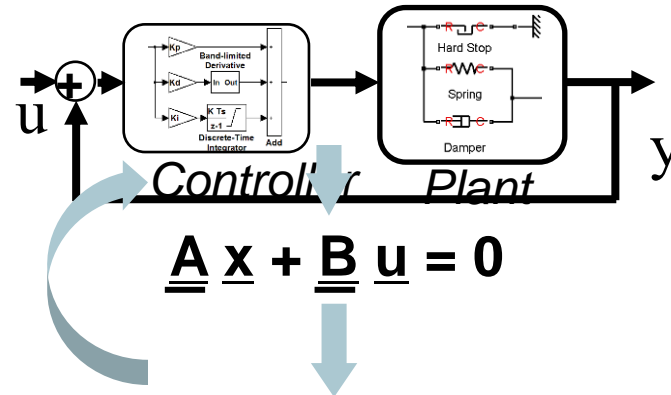 u
+
Kp
Band-limited
Derivative
Kd
In Out
Ki
K Ts
z-1
Discrete-Time
Integrator
Add
Controller
R C
Hard Stop
R C
Spring
R C
Damper
Plant
y
A x + B u = 0